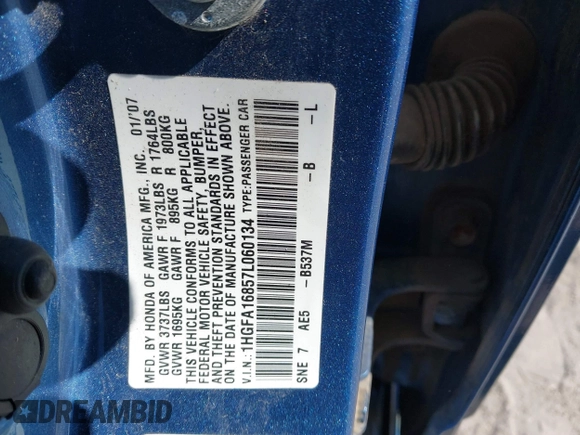 MFD. BY HONDA OF AMERICA MFG., INC. 01/'07
GVWR 3737LBS GAWR F 1973LBS R 1764LBS
GVWR 1695KG GAWR F 895KG R 800KG
THIS VEHICLE CONFORMS TO ALL APPLICABLE
FEDERAL MOTOR VEHICLE SAFETY, BUMPER,
AND THEFT PREVENTION STANDARDS IN EFFECT
ON THE DATE OF MANUFACTURE SHOWN ABOVE.
V.I.N.:1HGFA16857L060134 TYPE:PASSENGER CAR
SNE 7 AE5 -B537M -B -L
DREAMBID